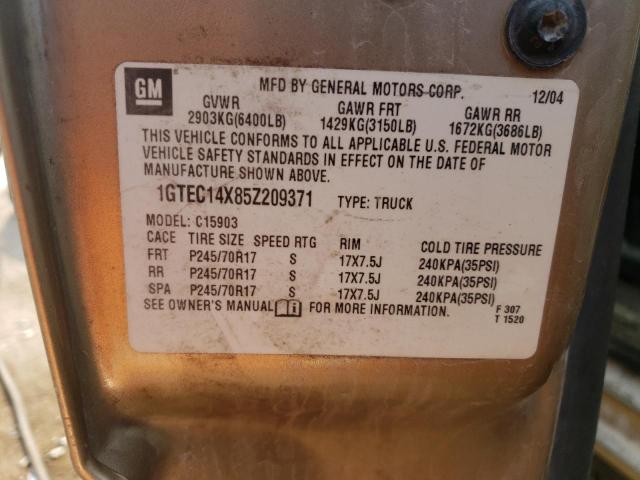 GM
MFD BY GENERAL MOTORS CORP. 12/04
GVWR GAWR FRT GAWR RR
2903KG(6400LB) 1429KG(3150LB) 1672KG(3686LB)
THIS VEHICLE CONFORMS TO ALL APPLICABLE U.S. FEDERAL MOTOR
VEHICLE SAFETY STANDARDS IN EFFECT ON THE DATE OF
MANUFACTURE SHOWN ABOVE.
1GTEC14X85Z209371 TYPE: TRUCK
MODEL: C15903
CACE TIRE SIZE SPEED RTG RIM COLD TIRE PRESSURE
FRT P245/70R17 S 17X7.5J 240KPA(35PSI)
RR P245/70R17 S 17X7.5J 240KPA(35PSI)
SPA P245/70R17 S 17X7.5J 240KPA(35PSI)
SEE OWNER'S MANUAL FOR MORE INFORMATION.
F 307
T 1520